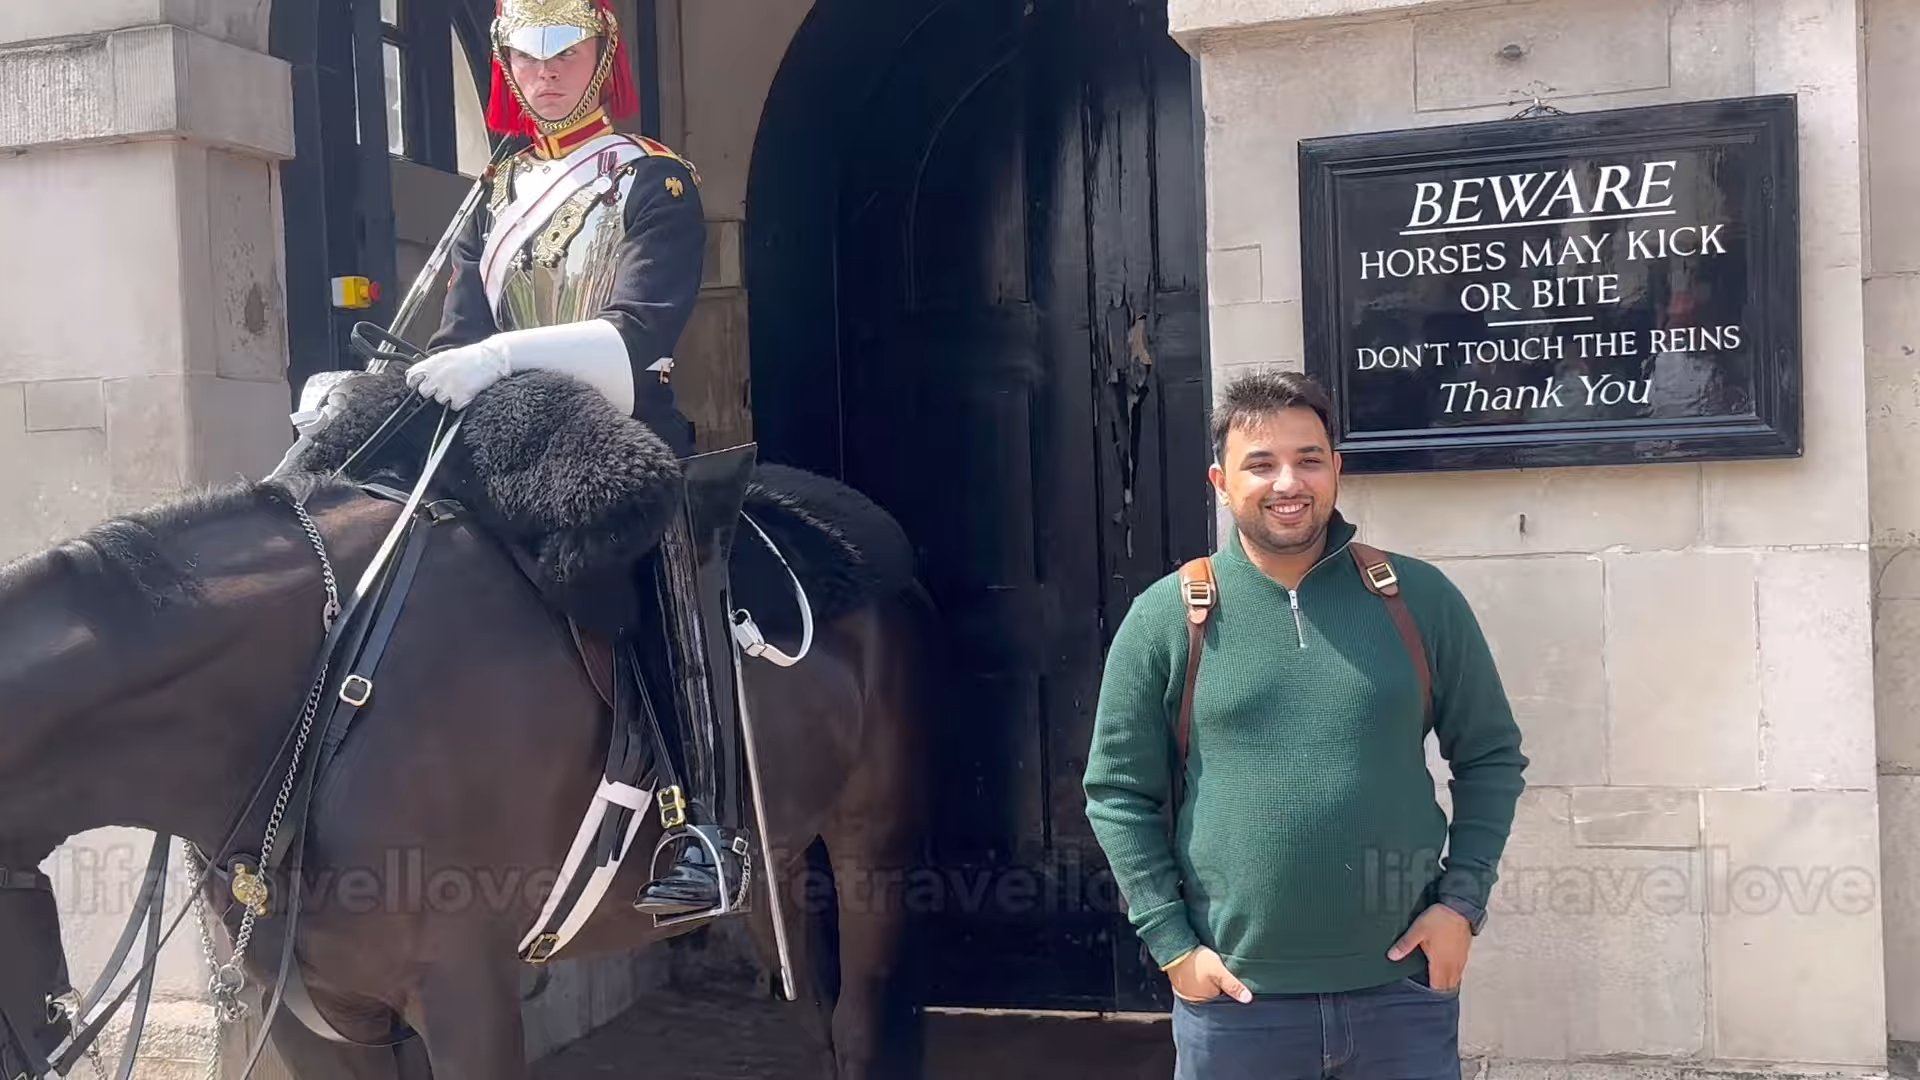 BEWARE
HORSES MAY KICK
OR BITE
DON'T TOUCH THE REINS
Thank You
lifetravellove lifetravellove lifetravellove